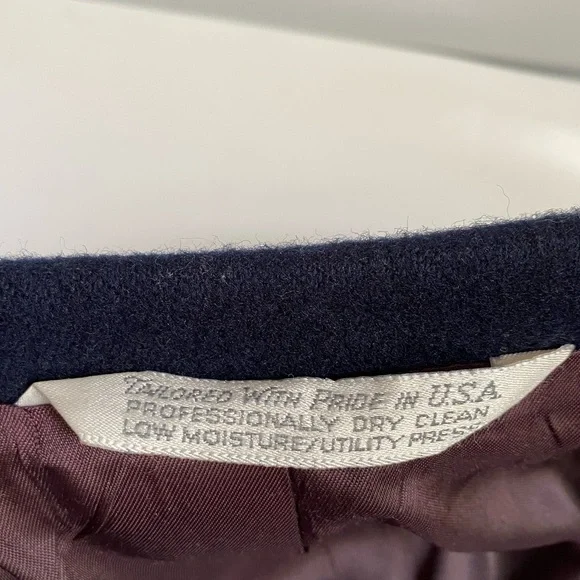 TAILORED WITH PRIDE IN U.S.A.
PROFESSIONALLY DRY CLEAN
LOW MOISTURE/UTILITY PRESS